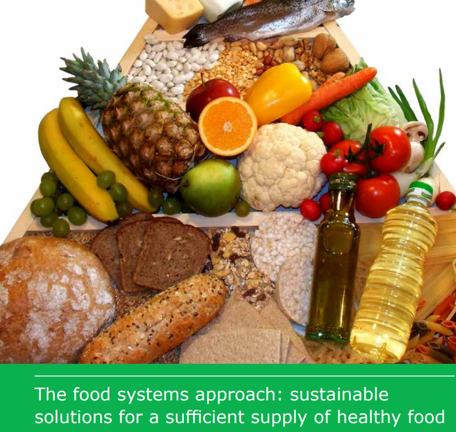 The food systems approach: sustainable
solutions for a sufficient supply of healthy food